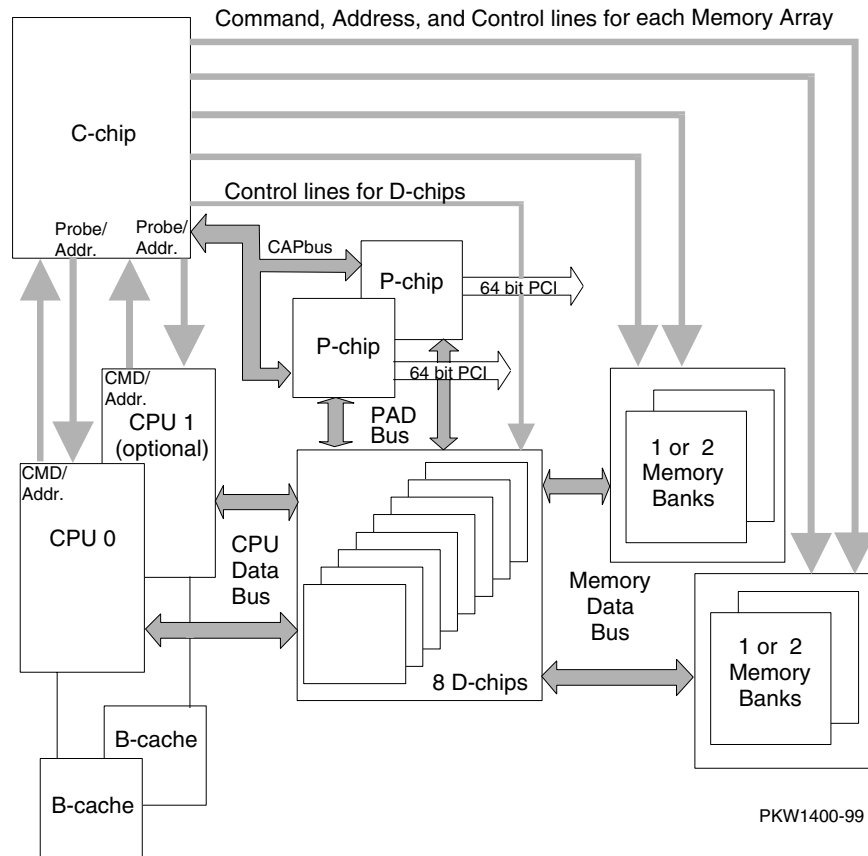 Command, Address, and Control lines for each Memory Array
C-chip
Control lines for D-chips
Probe/
Addr.
Probe/
Addr.
CAPbus
P-chip
64 bit PCI
P-chip
64 bit PCI
CMD/
Addr.
CPU 1
(optional)
PAD
Bus
1 or 2
Memory
Banks
CMD/
Addr.
CPU 0
CPU
Data
Bus
Memory
Data
Bus
1 or 2
Memory
Banks
8 D-chips
B-cache
B-cache
PKW1400-99